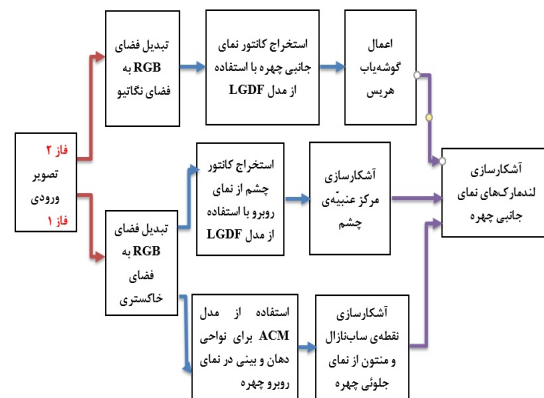 تبدیل فضای
RGB به
فضای نگاتیو
استخراج کانتور نمای
جانبی چهره با استفاده
از مدل LGDF
اعمال
گوشه‌یاب
هریس
فاز ۲
تصویر
ورودی
فاز ۱
تبدیل فضای
RGB به
فضای
خاکستری
استخراج کانتور
چشم از نمای
روبرو با استفاده
از مدل LGDF
آشکارسازی
مرکز عنبیّه‌ی
چشم
آشکارسازی
لندمارک‌های نمای
جانبی چهره
استفاده از مدل
ACM برای نواحی
دهان و بینی در نمای
روبرو چهره
آشکارسازی
نقطه‌ی ساب‌نازال
و منتون از نمای
جلوئی چهره